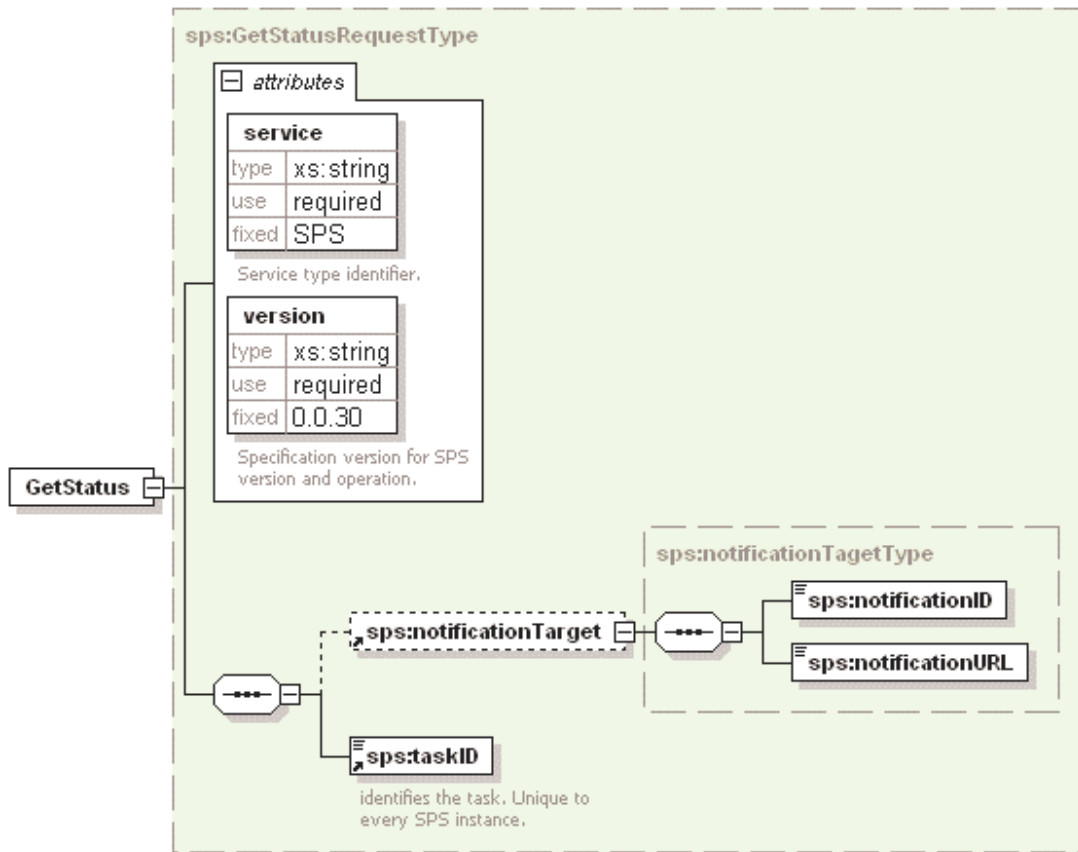 sps:GetStatusRequestType
attributes
service
type xs:string
use required
fixed SPS
Service type identifier.
version
type xs:string
use required
fixed 0.0.30
Specification version for SPS
version and operation.
GetStatus
sps:notificationTagetType
sps:notificationID
sps:notificationTarget
sps:notificationURL
sps:taskID
identifies the task. Unique to
every SPS instance.